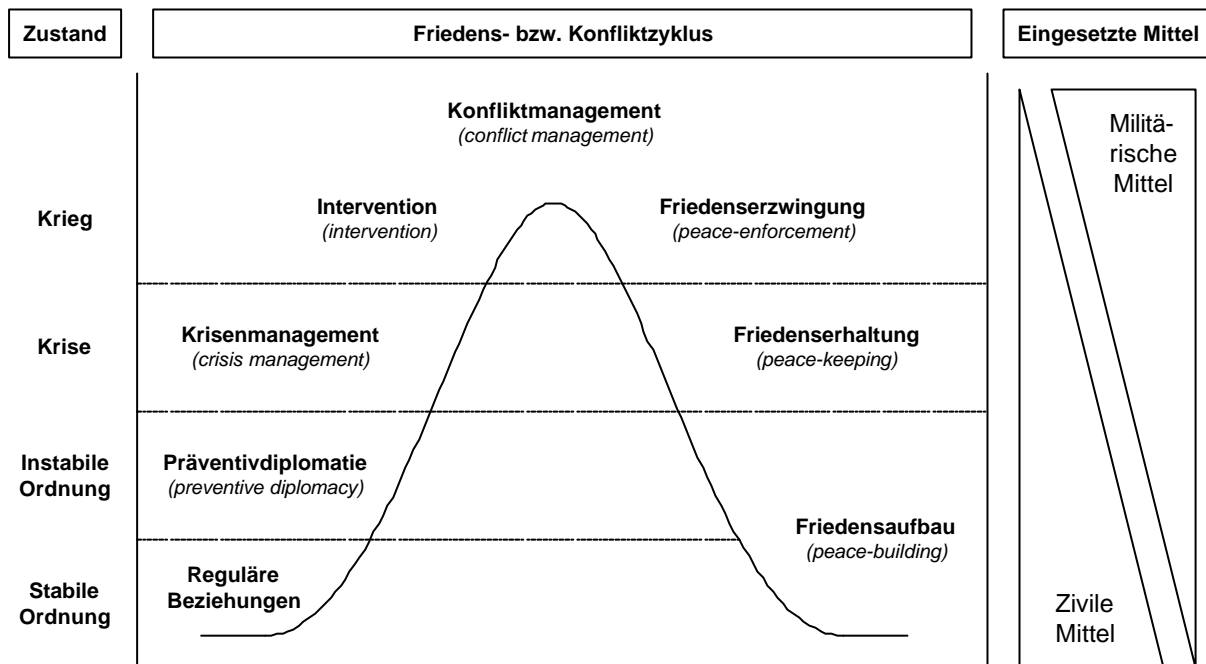 Zustand
Friedens- bzw. Konfliktzyklus
Eingesetzte Mittel
Konfliktmanagement
(conflict management)
Militä-
rische
Mittel
Krieg
Intervention
(intervention)
Friedenserzwingung
(peace-enforcement)
Krise
Krisenmanagement
(crisis management)
Friedenserhaltung
(peace-keeping)
Instabile
Ordnung
Präventivdiplomatie
(preventive diplomacy)
Friedensaufbau
(peace-building)
Stabile
Ordnung
Reguläre
Beziehungen
Zivile
Mittel